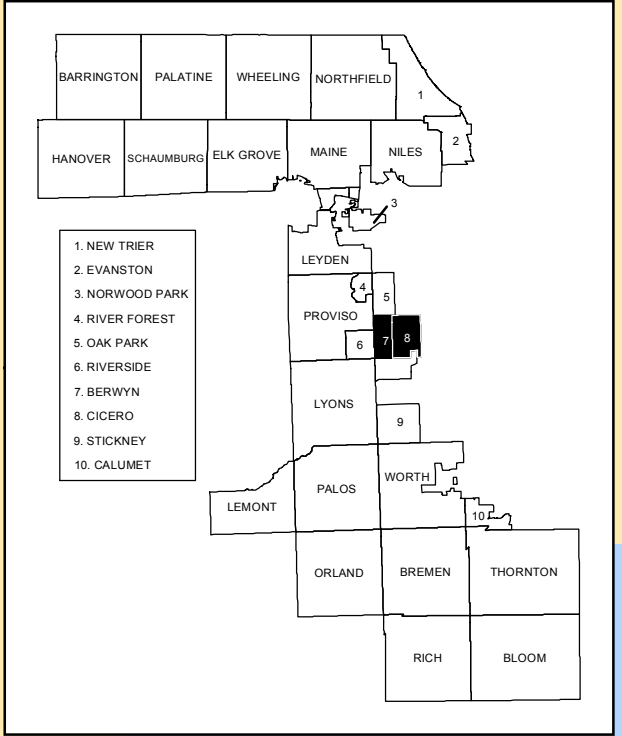 BARRINGTON PALATINE WHEELING NORTHFIELD
1
2
HANOVER SCHAUMBURG ELK GROVE MAINE NILES
3
1. NEW TRIER
2. EVANSTON
3. NORWOOD PARK
4. RIVER FOREST
5. OAK PARK
6. RIVERSIDE
7. BERWYN
8. CICERO
9. STICKNEY
10. CALUMET
LEYDEN
4
5
PROVISO
6
7
8
LYONS
9
WORTH
PALOS
LEMONT
10
ORLAND BREMEN THORNTON
RICH BLOOM